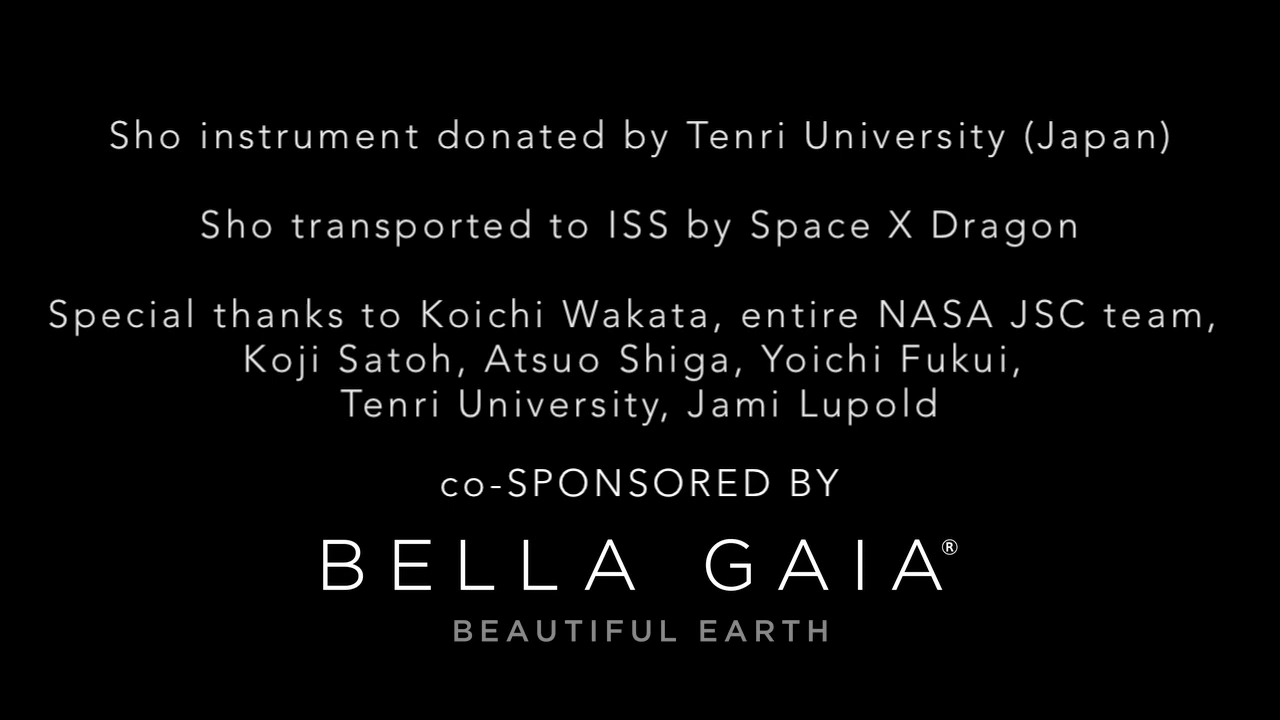 Sho instrument donated by Tenri University (Japan)
Sho transported to ISS by Space X Dragon
Special thanks to Koichi Wakata, entire NASA JSC team,
Koji Satoh, Atsuo Shiga, Yoichi Fukui,
Tenri University, Jami Lupold
co-SPONSORED BY
BELLA GAIA®
BEAUTIFUL EARTH